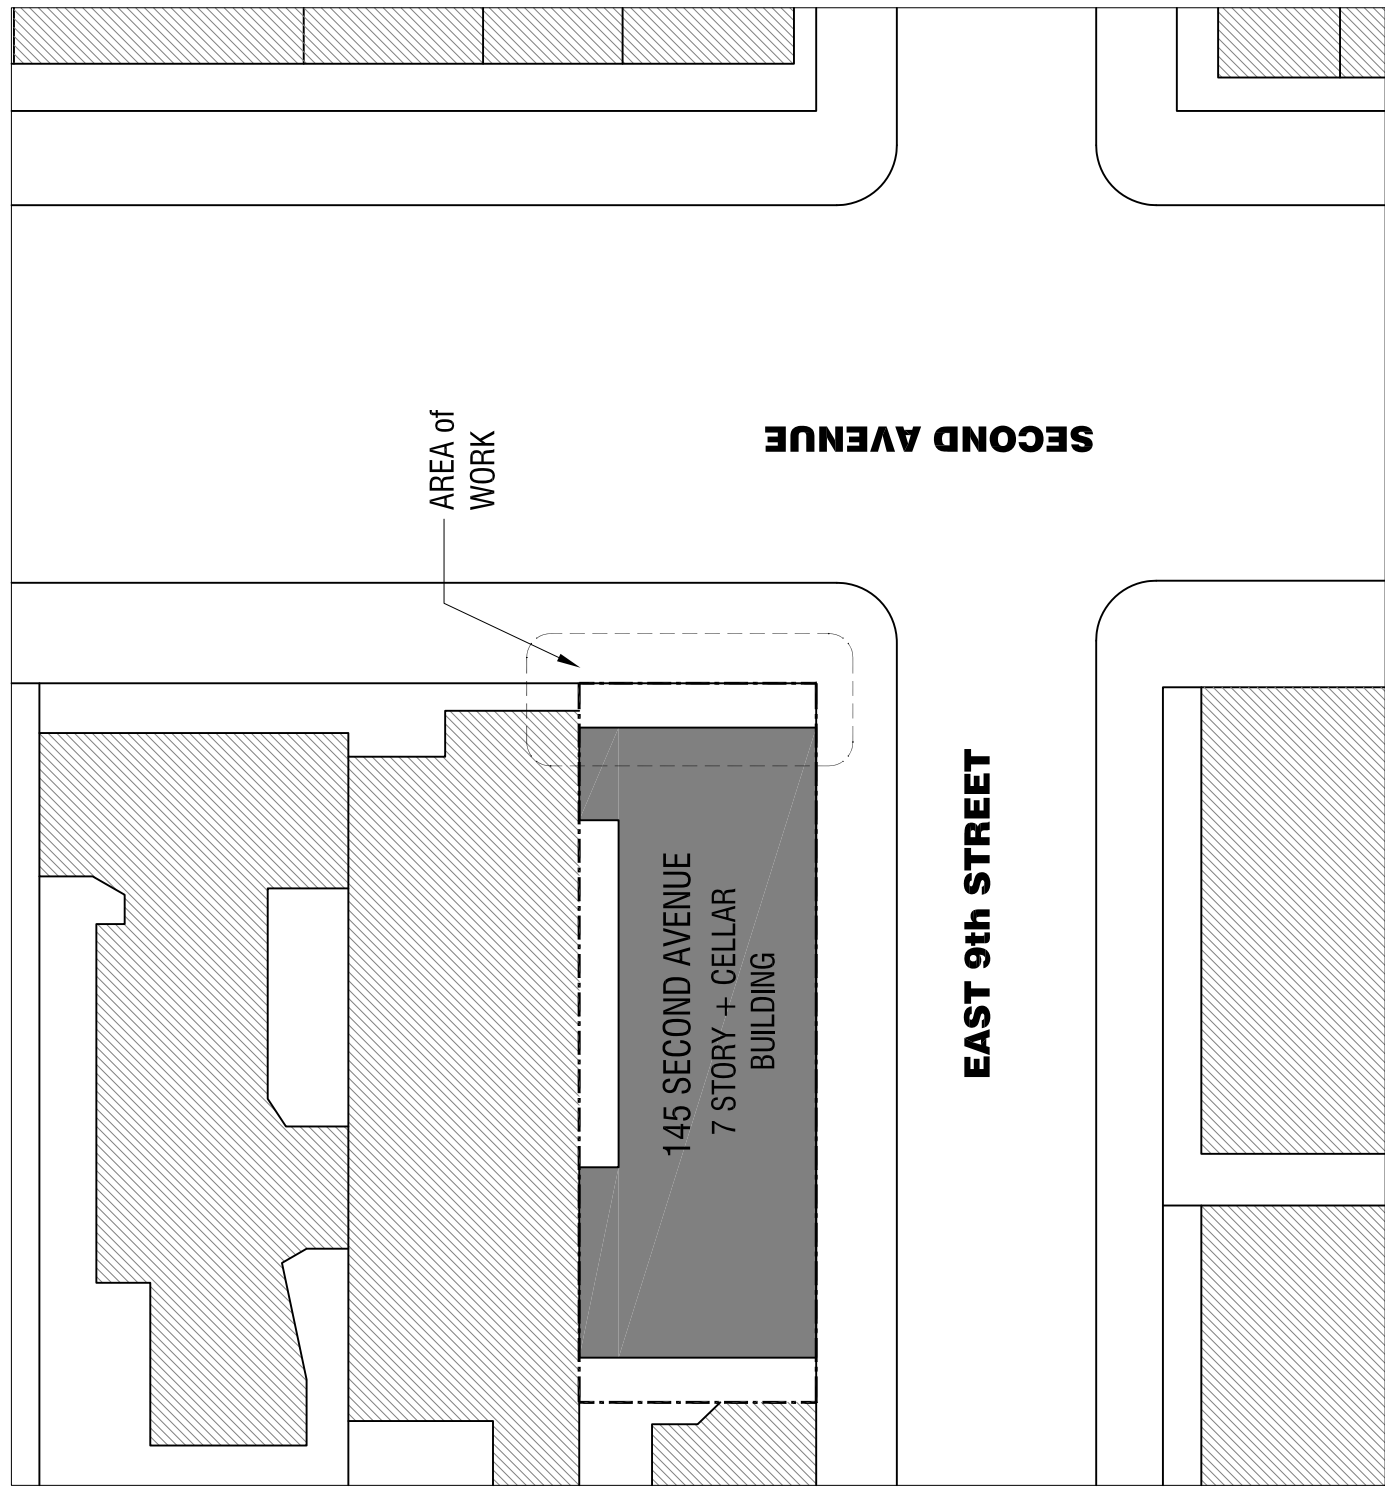 AREA of
WORK
SECOND AVENUE
145 SECOND AVENUE
7 STORY + CELLAR
BUILDING
EAST 9th STREET